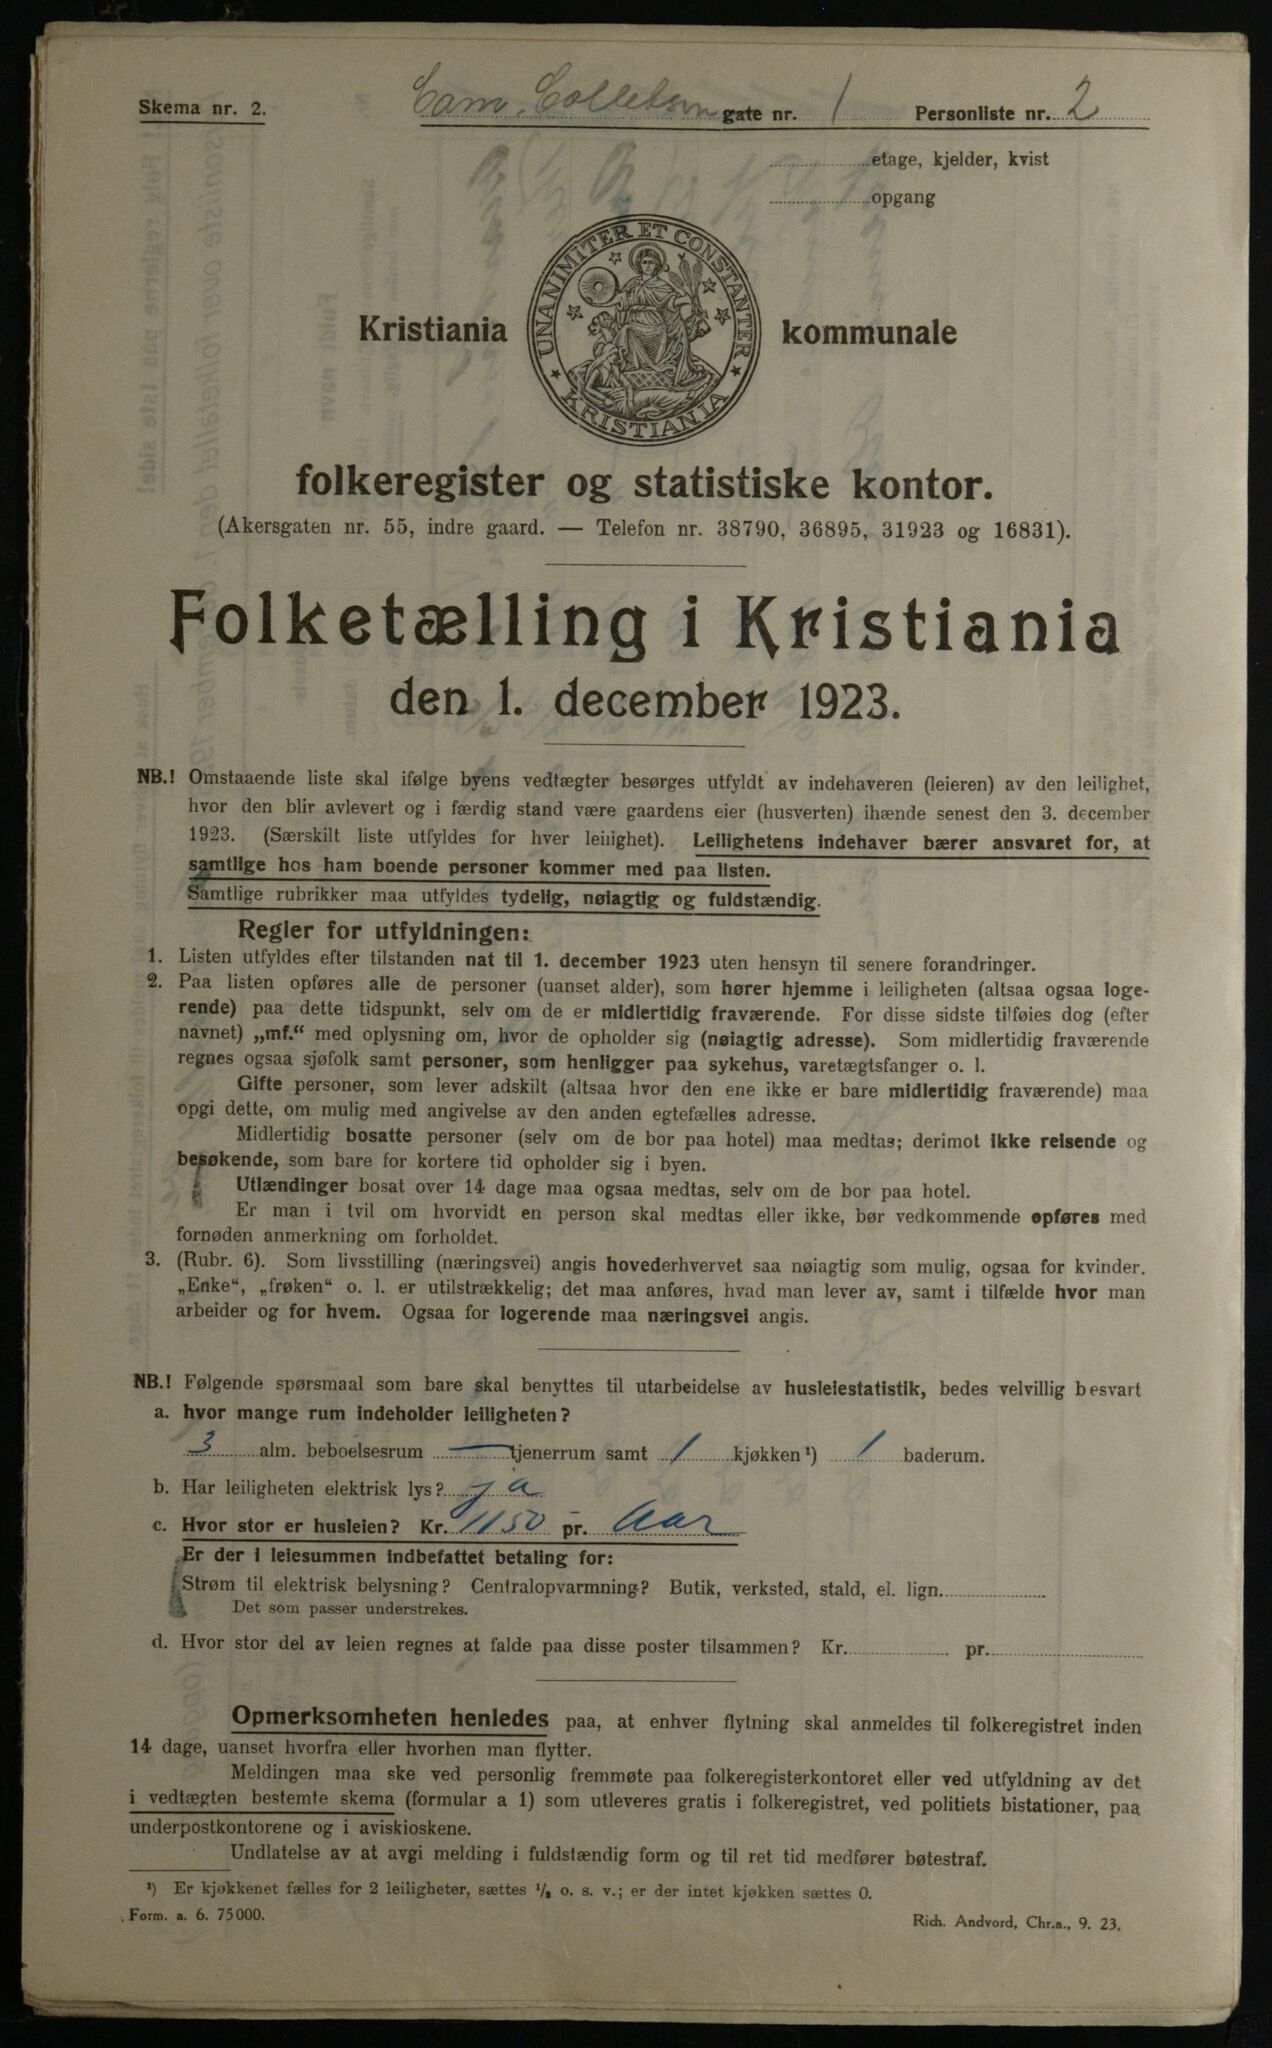 Skema nr. 2.
Cam. Colletsens gate nr. 1 Personliste nr. 2
etage, kjelder, kvist
opgang
UNANIMITER ET CONSTANTER
KRISTIANIA
Kristiania kommunale
folkeregister og statistiske kontor.
(Akersgaten nr. 55, indre gaard. — Telefon nr. 38790, 36895, 31923 og 16831).
Folketælling i Kristiania
den 1. december 1923.
NB.! Omstaaende liste skal ifølge byens vedtægter besørges utfyldt av indehaveren (leieren) av den leilighet,
hvor den blir avlevert og i færdig stand være gaardens eier (husverten) ihænde senest den 3. december
1923. (Særskilt liste utfyldes for hver leilighet). Leilighetens indehaver bærer ansvaret for, at
samtlige hos ham boende personer kommer med paa listen.
Samtlige rubrikker maa utfyldes tydelig, nøiagtig og fuldstændig.
Regler for utfyldningen:
1. Listen utfyldes efter tilstanden nat til 1. december 1923 uten hensyn til senere forandringer.
2. Paa listen opføres alle de personer (uanset alder), som hører hjemme i leiligheten (altsaa ogsaa loge-
rende) paa dette tidspunkt, selv om de er midlertidig fraværende. For disse sidste tilføies dog (efter
navnet) „mf.“ med oplysning om, hvor de opholder sig (nøiagtig adresse). Som midlertidig fraværende
regnes ogsaa sjøfolk samt personer, som henligger paa sykehus, varetægtsfanger o. l.
Gifte personer, som lever adskilt (altsaa hvor den ene ikke er bare midlertidig fraværende) maa
opgi dette, om mulig med angivelse av den anden egtefælles adresse.
Midlertidig bosatte personer (selv om de bor paa hotel) maa medtas; derimot ikke reisende og
besøkende, som bare for kortere tid opholder sig i byen.
Utlændinger bosat over 14 dage maa ogsaa medtas, selv om de bor paa hotel.
Er man i tvil om hvorvidt en person skal medtas eller ikke, bør vedkommende opføres med
fornøden anmerkning om forholdet.
3. (Rubr. 6). Som livsstilling (næringsvei) angis hovederhvervet saa nøiagtig som mulig, ogsaa for kvinder.
„Enke“, „frøken“ o. l. er utilstrækkelig; det maa anføres, hvad man lever av, samt i tilfælde hvor man
arbeider og for hvem. Ogsaa for logerende maa næringsvei angis.
NB.! Følgende spørsmaal som bare skal benyttes til utarbeidelse av husleiestatistik, bedes velvillig besvart
a. hvor mange rum indeholder leiligheten?
3 alm. beboelsesrum — tjenerrum samt 1 kjøkken ¹) 1 baderum.
b. Har leiligheten elektrisk lys? ja
c. Hvor stor er husleien? Kr. 1150 pr. Aar
Er der i leiesummen indbefattet betaling for:
Strøm til elektrisk belysning? Centralopvarmning? Butik, verksted, stald, el. lign.
Det som passer understrekes.
d. Hvor stor del av leien regnes at falde paa disse poster tilsammen? Kr. pr.
Opmerksomheten henledes paa, at enhver flytning skal anmeldes til folkeregistret inden
14 dage, uanset hvorfra eller hvorhen man flytter.
Meldingen maa ske ved personlig fremmøte paa folkeregisterkontoret eller ved utfyldning av det
i vedtægten bestemte skema (formular a 1) som utleveres gratis i folkeregistret, ved politiets bistationer, paa
underpostkontorene og i aviskioskene.
Undlatelse av at avgi melding i fuldstændig form og til ret tid medfører bøtestraf.
¹) Er kjøkkenet fælles for 2 leiligheter, sættes ½ o. s. v.; er der intet kjøkken sættes 0.
Form. a. 6. 75000. Rich. Andvord, Chr.a., 9. 23.